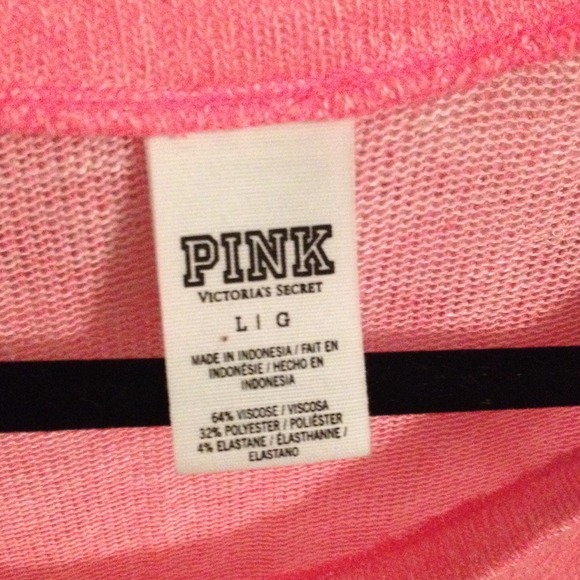 PINK
VICTORIA'S SECRET
L | G
MADE IN INDONESIA / FAIT EN
INDONÉSIE / HECHO EN
INDONESIA
64% VISCOSE / VISCOSA
32% POLYESTER / POLIÉSTER
4% ELASTANE / ÉLASTHANNE /
ELASTANO